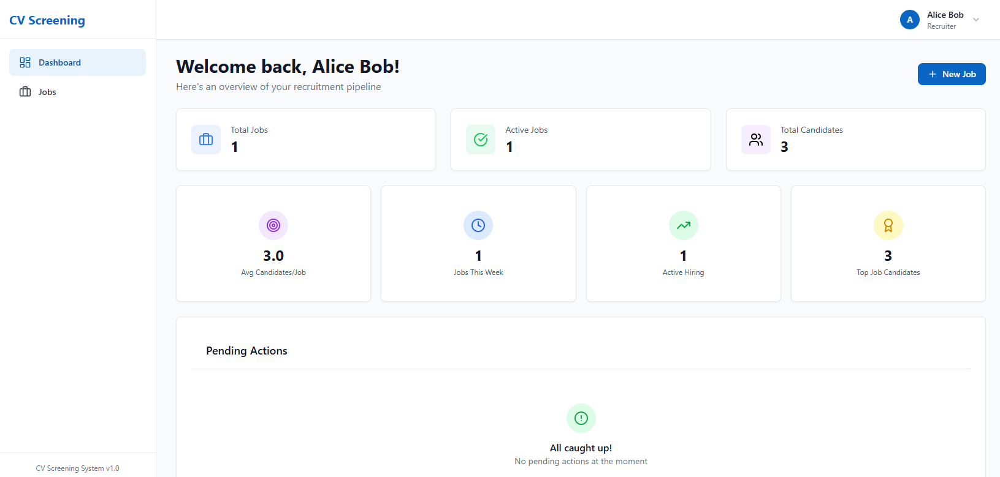 CV Screening
Dashboard
Jobs
CV Screening System v1.0
A
Alice Bob
Recruiter
Welcome back, Alice Bob!
Here's an overview of your recruitment pipeline
New Job
Total Jobs
1
Active Jobs
1
Total Candidates
3
3.0
Avg Candidates/Job
1
Jobs This Week
1
Active Hiring
3
Top Job Candidates
Pending Actions
All caught up!
No pending actions at the moment